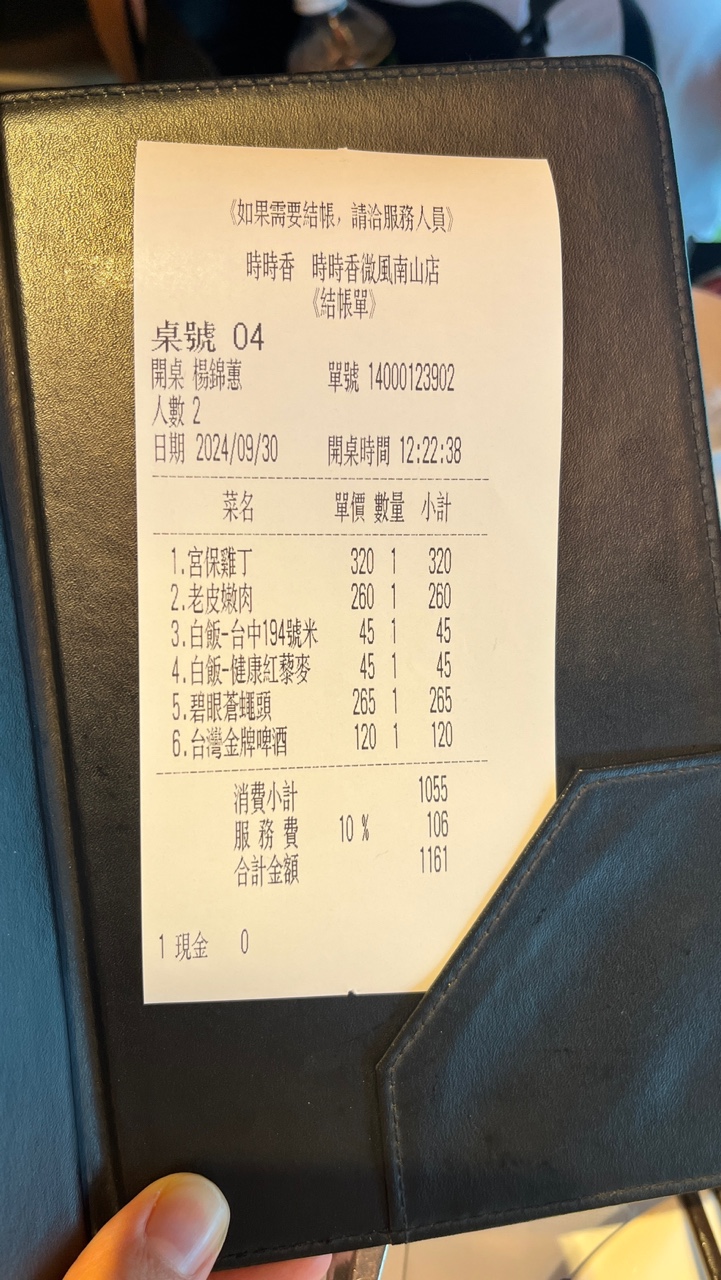 《如果需要結帳，請洽服務人員》
時時香 時時香微風南山店
《結帳單》
桌號 04
開桌 楊錦蕙 單號 14000123902
人數 2
日期 2024/09/30 開桌時間 12:22:38
菜名 單價 數量 小計
1.宮保雞丁 320 1 320
2.老皮嫩肉 260 1 260
3.白飯-台中194號米 45 1 45
4.白飯-健康紅藜麥 45 1 45
5.碧眼蒼蠅頭 265 1 265
6.台灣金牌啤酒 120 1 120
消費小計 1055
服 務 費 10 % 106
合計金額 1161
1 現金 0